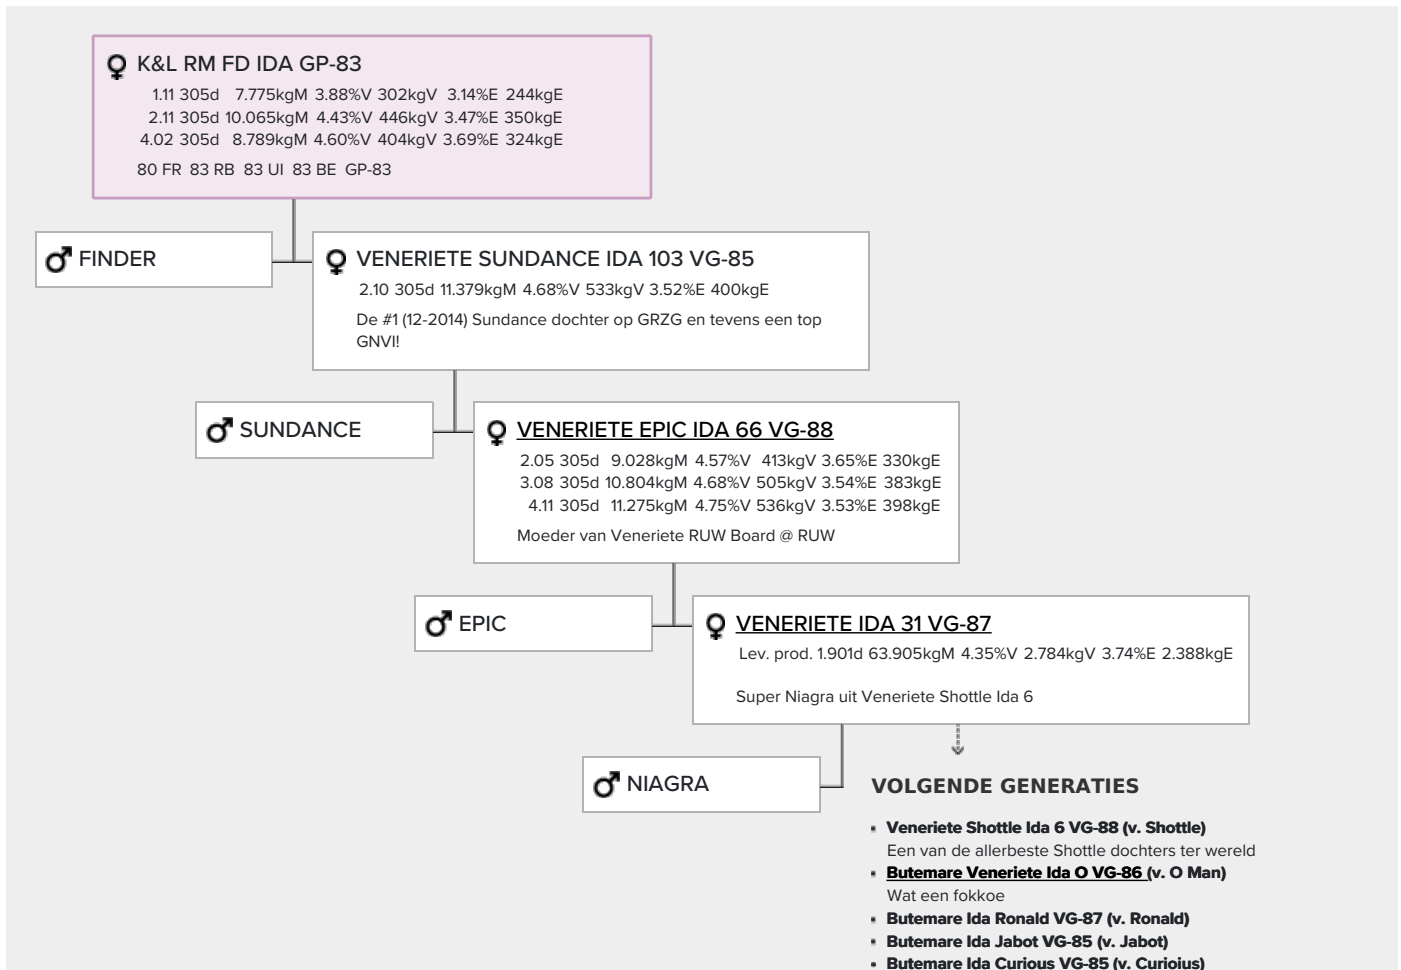 K&L RM FD IDA GP-83
1.11 305d 7.775kgM 3.88%V 302kgV 3.14%E 244kgE
2.11 305d 10.065kgM 4.43%V 446kgV 3.47%E 350kgE
4.02 305d 8.789kgM 4.60%V 404kgV 3.69%E 324kgE
80 FR 83 RB 83 UI 83 BE GP-83
FINDER
VENERIETE SUNDANCE IDA 103 VG-85
2.10 305d 11.379kgM 4.68%V 533kgV 3.52%E 400kgE
De #1 (12-2014) Sundance dochter op GRZG en tevens een top
GNVI!
SUNDANCE
VENERIETE EPIC IDA 66 VG-88
2.05 305d 9.028kgM 4.57%V 413kgV 3.65%E 330kgE
3.08 305d 10.804kgM 4.68%V 505kgV 3.54%E 383kgE
4.11 305d 11.275kgM 4.75%V 536kgV 3.53%E 398kgE
Moeder van Veneriete RUW Board @ RUW
EPIC
VENERIETE IDA 31 VG-87
Lev. prod. 1.901d 63.905kgM 4.35%V 2.784kgV 3.74%E 2.388kgE
Super Niagra uit Veneriete Shottle Ida 6
NIAGRA
VOLGENDE GENERATIES
Veneriete Shottle Ida 6 VG-88 (v. Shottle)
Een van de allerbeste Shottle dochters ter wereld
Butemare Veneriete Ida O VG-86 (v. O Man)
Wat een fokkoe
Butemare Ida Ronald VG-87 (v. Ronald)
Butemare Ida Jabot VG-85 (v. Jabot)
Butemare Ida Curious VG-85 (v. Curioius)